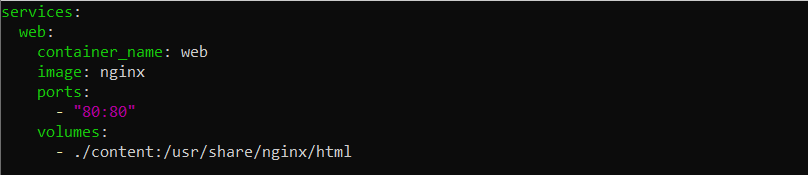 services:
  web:
    container_name: web
    image: nginx
    ports:
      - "80:80"
    volumes:
      - ./content:/usr/share/nginx/html